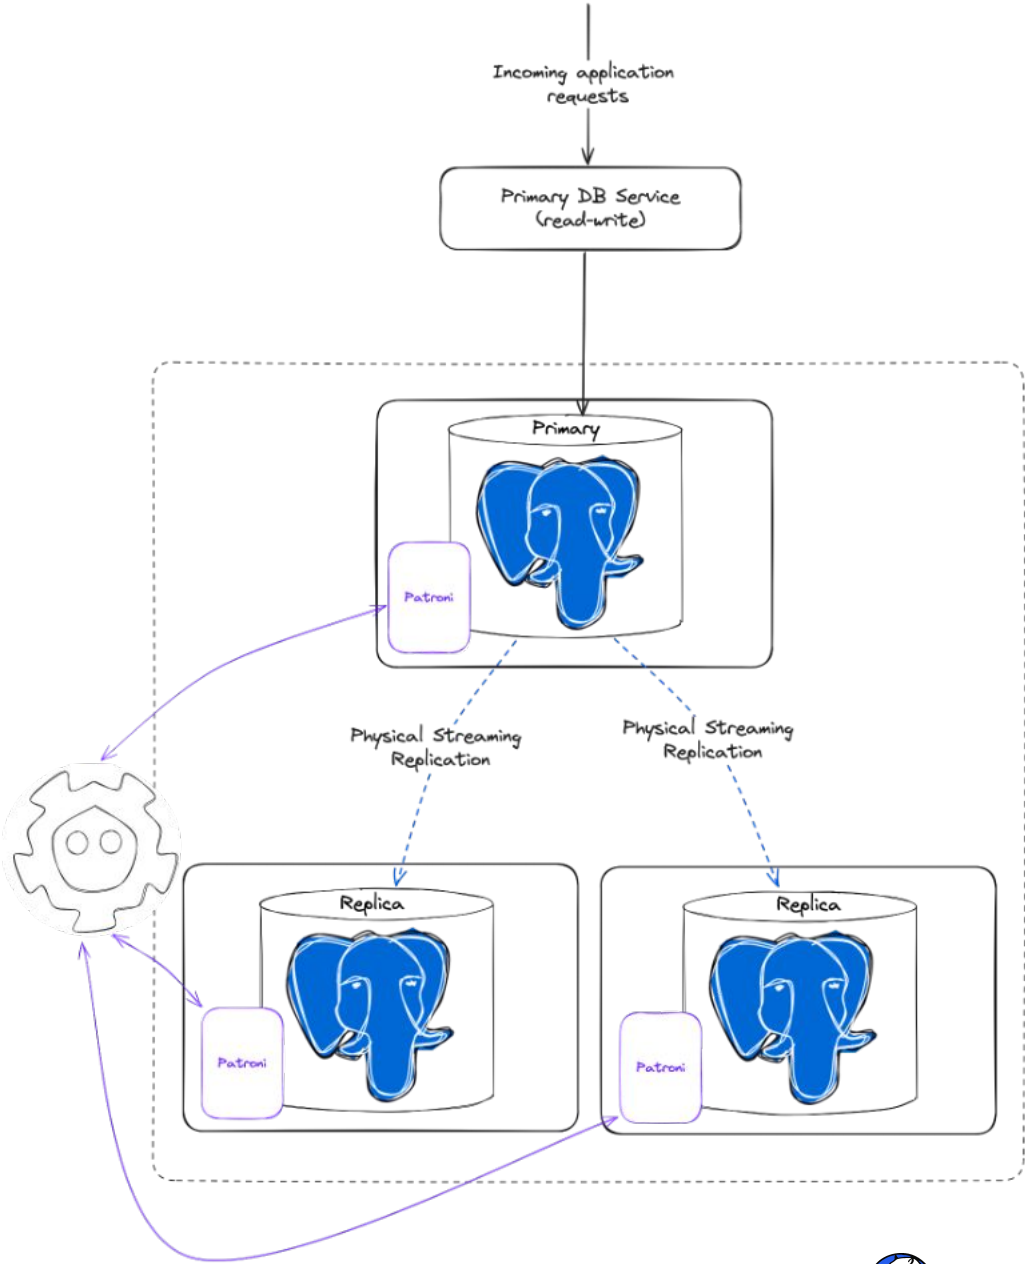 Incoming application
requests
Primary DB Service
(read-write)
Primary
Patroni
Physical Streaming
Replication
Physical Streaming
Replication
Replica
Replica
Patroni
Patroni